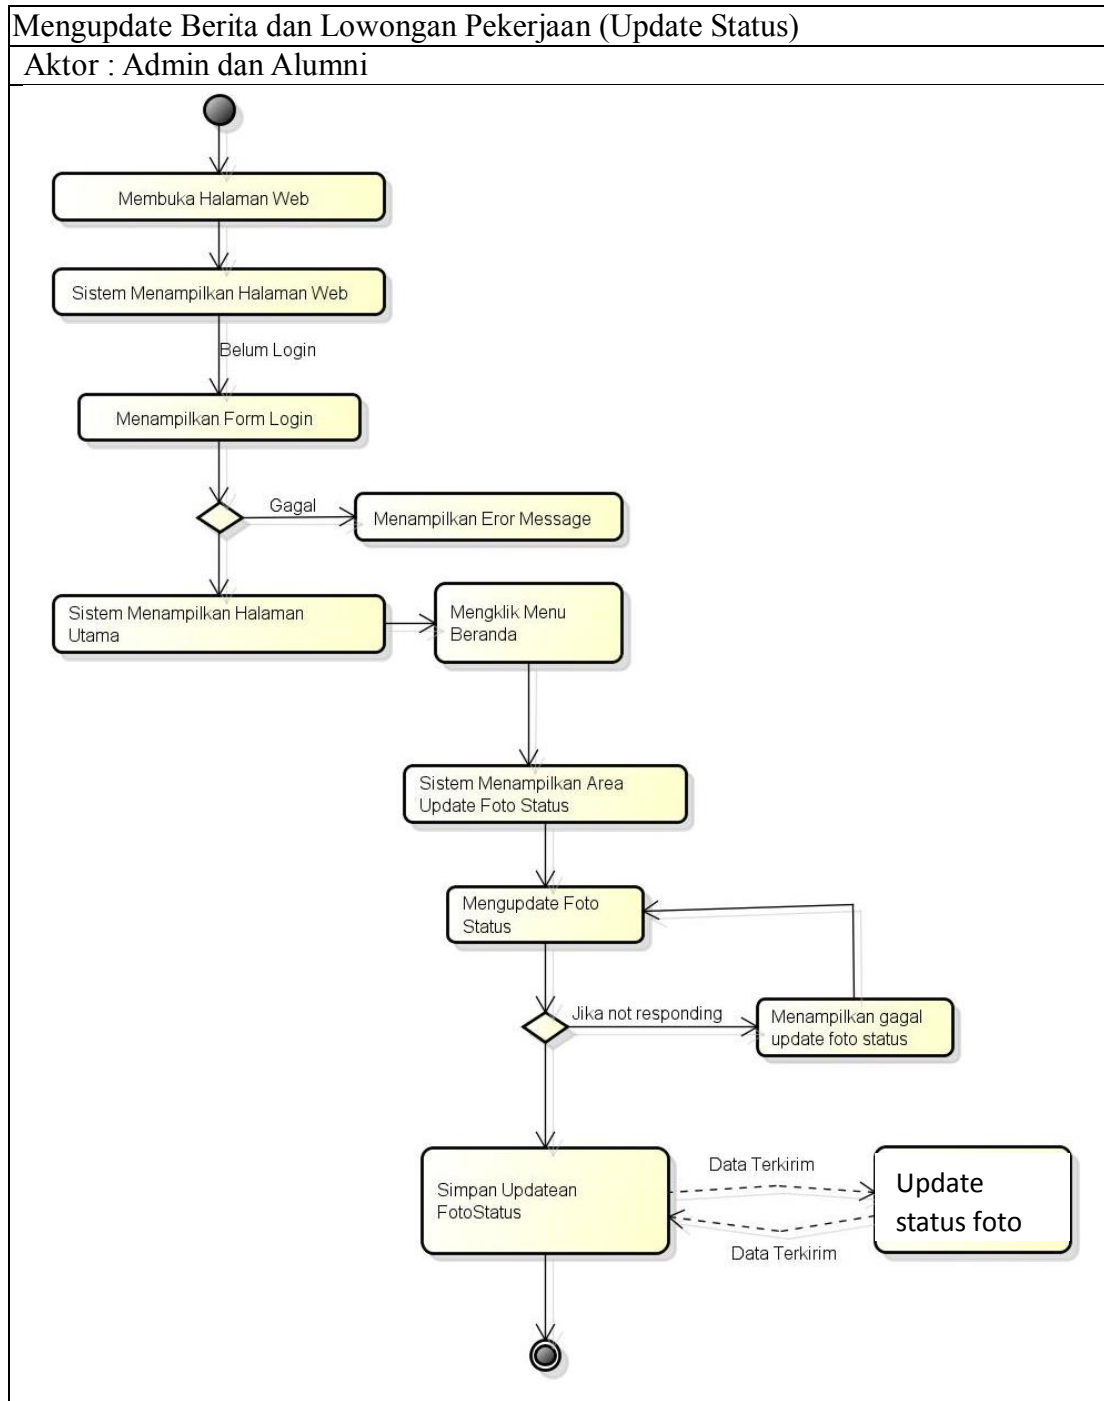 Mengupdate Berita dan Lowongan Pekerjaan (Update Status)
Aktor : Admin dan Alumni
Membuka Halaman Web
Sistem Menampilkan Halaman Web
Belum Login
Menampilkan Form Login
Gagal
Menampilkan Eror Message
Sistem Menampilkan Halaman
Utama
Mengklik Menu
Beranda
Sistem Menampilkan Area
Update Foto Status
Mengupdate Foto
Status
Jika not responding
Menampilkan gagal
update foto status
Simpan Updatean
FotoStatus
Data Terkirim
Update
status foto
Data Terkirim